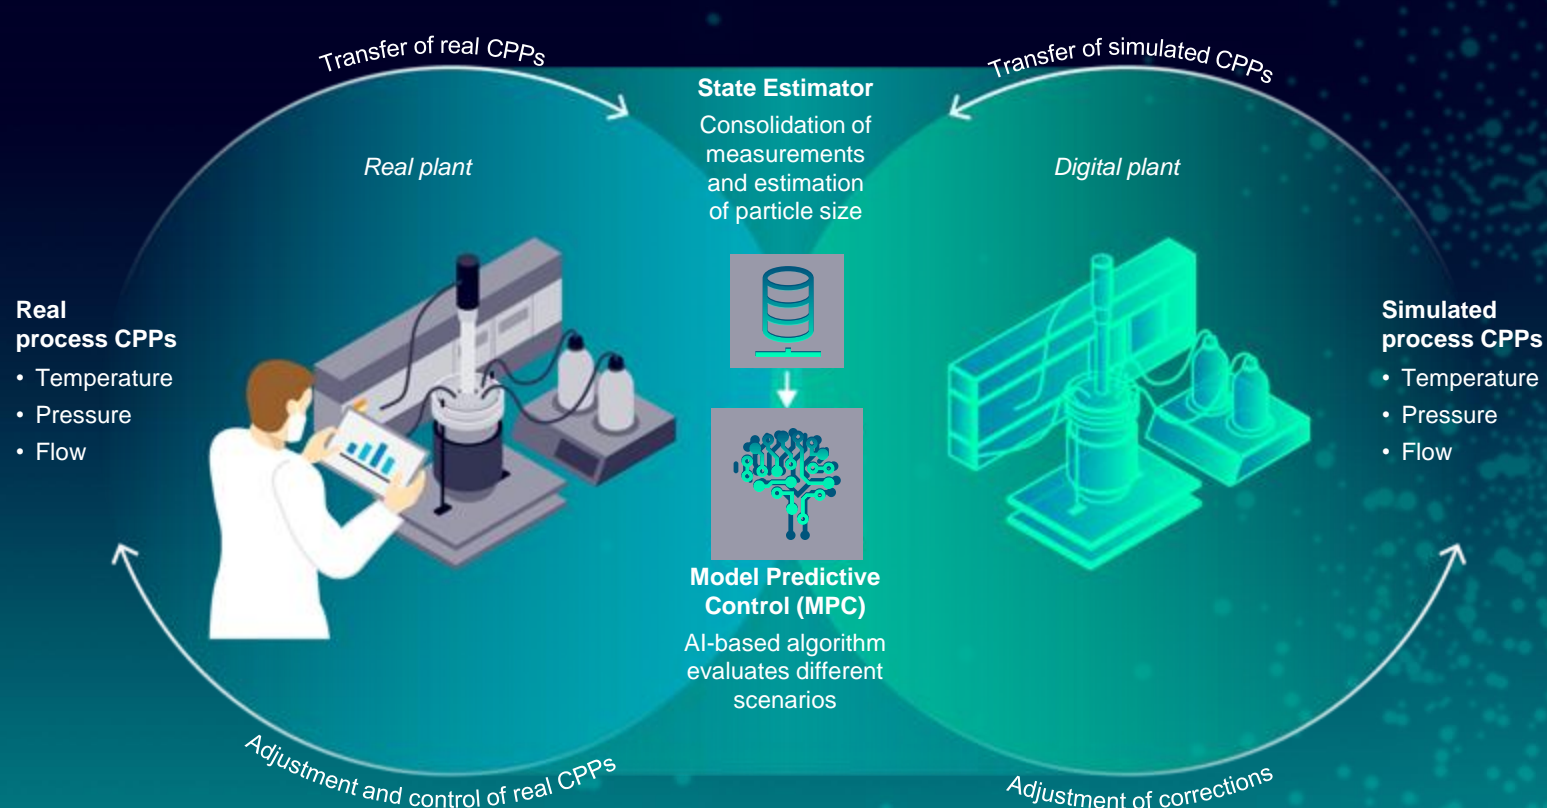 Transfer of real CPPs
Transfer of simulated CPPs
State Estimator
Consolidation of
measurements
and estimation
of particle size
Real plant
Digital plant
Real
process CPPs
• Temperature
• Pressure
• Flow
Simulated
process CPPs
• Temperature
• Pressure
• Flow
Model Predictive
Control (MPC)
AI-based algorithm
evaluates different
scenarios
Adjustment and control of real CPPs
Adjustment of corrections